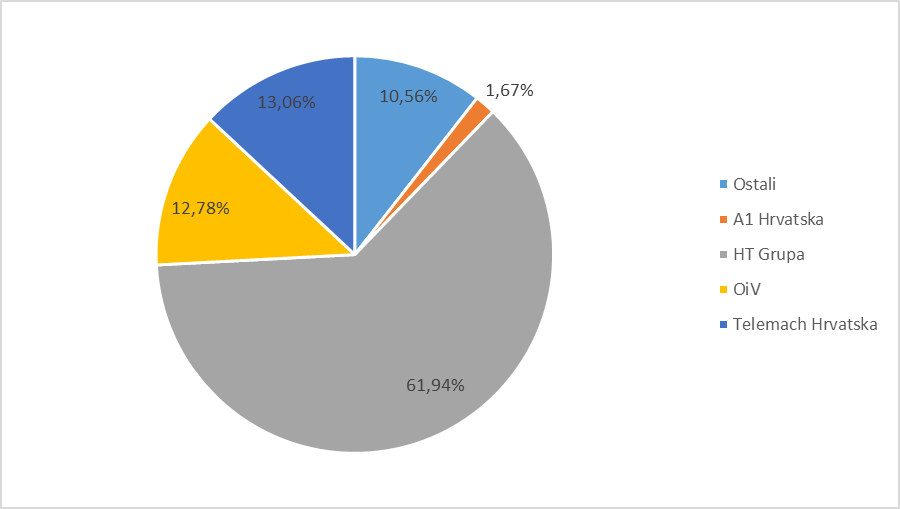 13,06%
10,56%
1,67%
12,78%
61,94%
Ostali
A1 Hrvatska
HT Grupa
OiV
Telemach Hrvatska